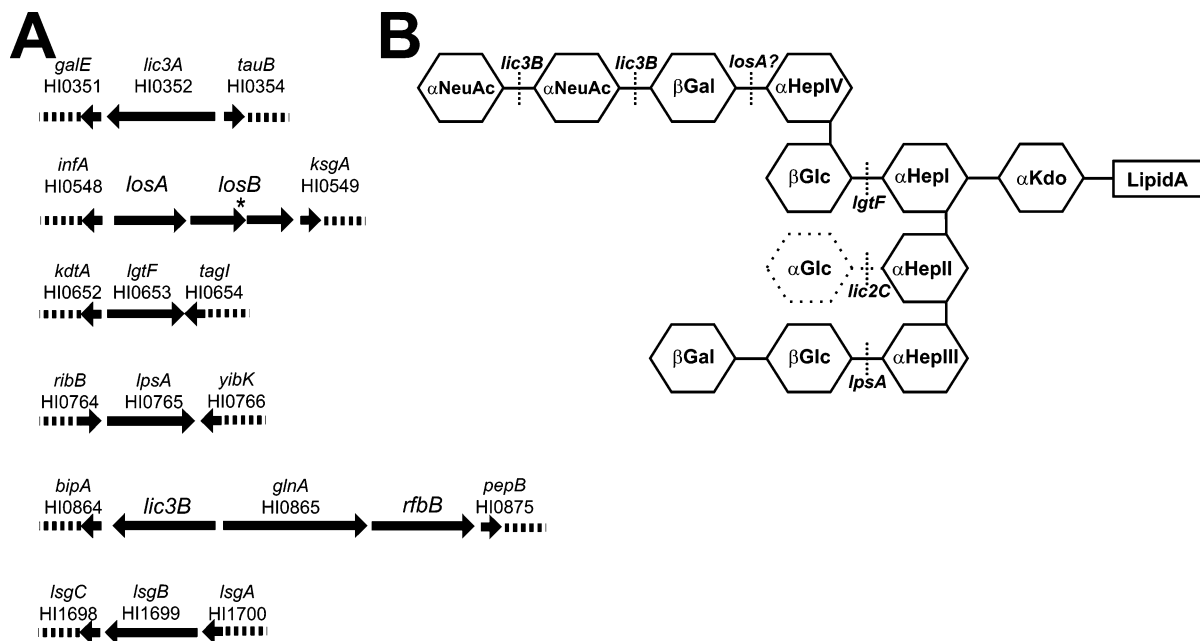 A
galE lic3A tauB
HI0351 HI0352 HI0354
infA losA losB ksgA
HI0548 HI0549
*
kdtA lgtF tagI
HI0652 HI0653 HI0654
ribB lpsA yibK
HI0764 HI0765 HI0766
bipA lic3B glnA rfbB pepB
HI0864 HI0865 HI0875
lsgC lsgB lsgA
HI1698 HI1699 HI1700
B
lic3B lic3B losA?
αNeuAc αNeuAc βGal αHepIV
βGlc αHepI αKdo LipidA
lgtF
αGlc αHepII
lic2C
βGal βGlc αHepIII
lpsA